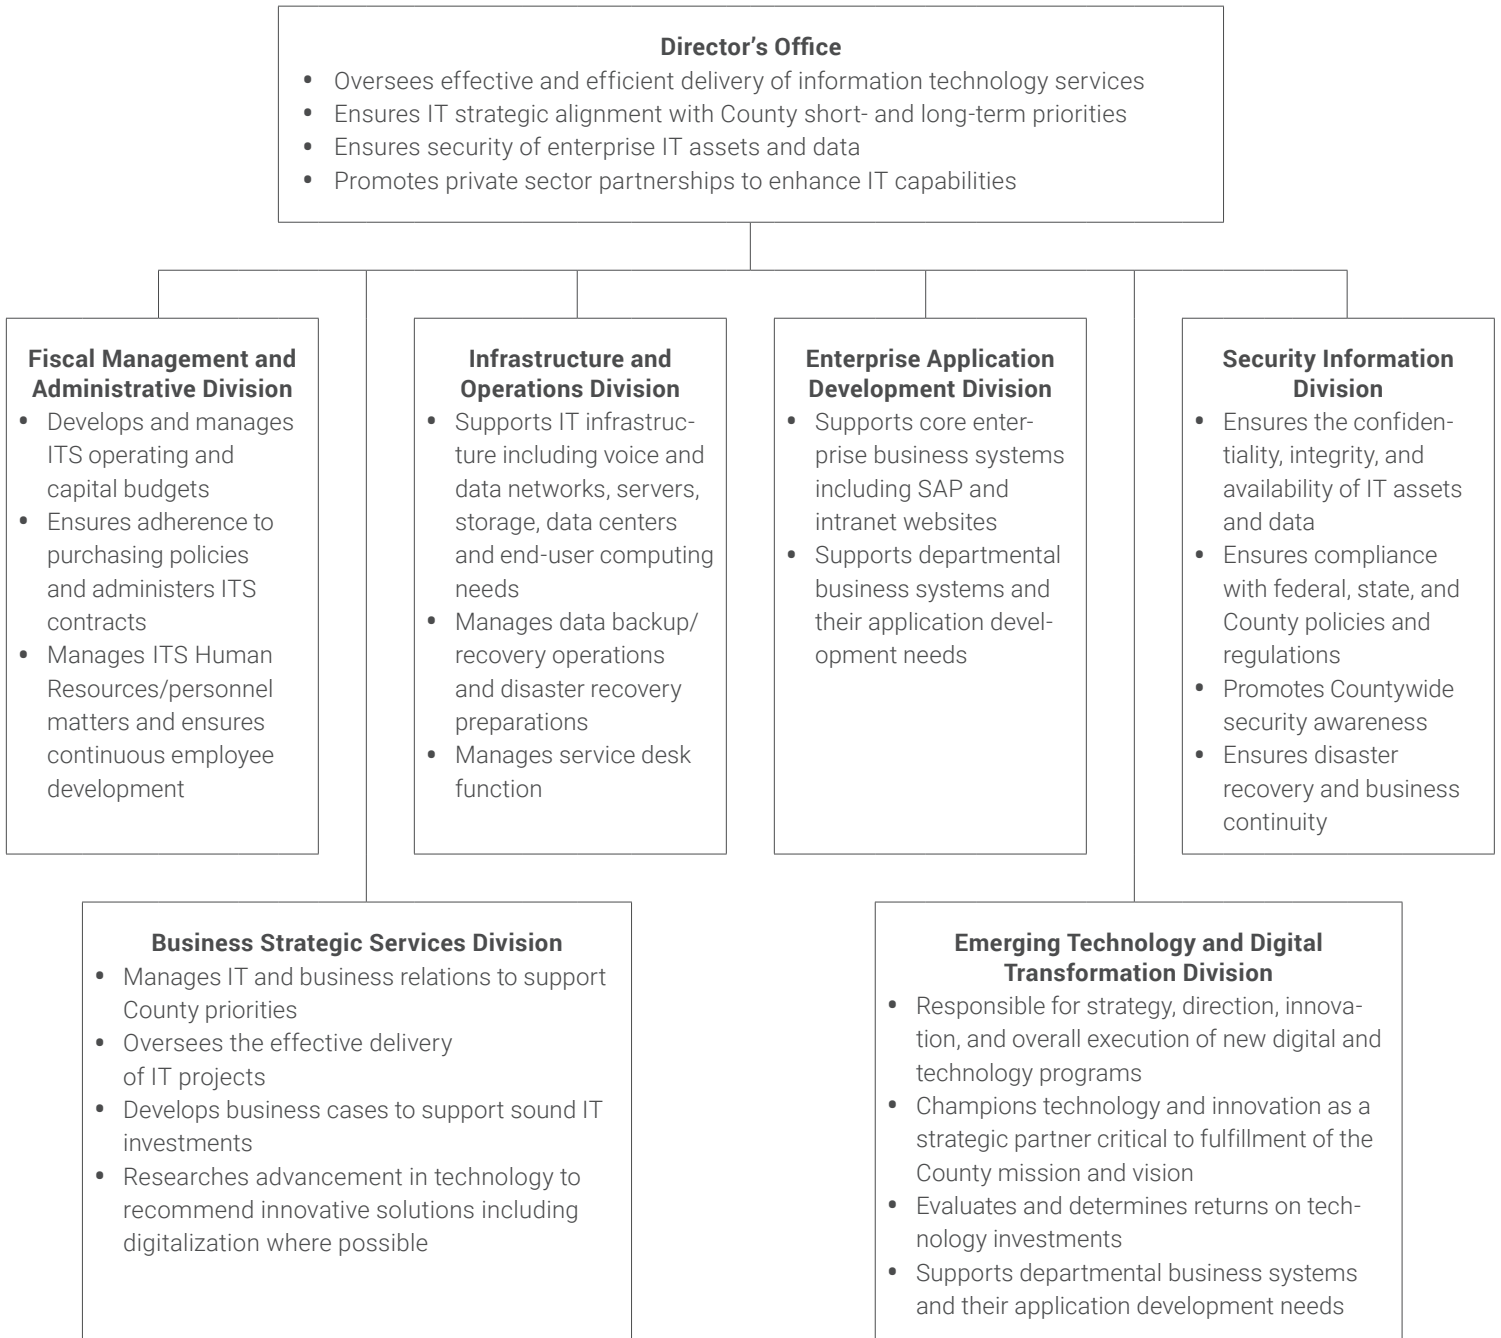 Director’s Office
• Oversees effective and efficient delivery of information technology services
• Ensures IT strategic alignment with County short- and long-term priorities
• Ensures security of enterprise IT assets and data
• Promotes private sector partnerships to enhance IT capabilities
Fiscal Management and
Administrative Division
• Develops and manages
ITS operating and
capital budgets
• Ensures adherence to
purchasing policies
and administers ITS
contracts
• Manages ITS Human
Resources/personnel
matters and ensures
continuous employee
development
Infrastructure and
Operations Division
• Supports IT infrastruc-
ture including voice and
data networks, servers,
storage, data centers
and end-user computing
needs
• Manages data backup/
recovery operations
and disaster recovery
preparations
• Manages service desk
function
Enterprise Application
Development Division
• Supports core enter-
prise business systems
including SAP and
intranet websites
• Supports departmental
business systems and
their application devel-
opment needs
Security Information
Division
• Ensures the confiden-
tiality, integrity, and
availability of IT assets
and data
• Ensures compliance
with federal, state, and
County policies and
regulations
• Promotes Countywide
security awareness
• Ensures disaster
recovery and business
continuity
Business Strategic Services Division
• Manages IT and business relations to support
County priorities
• Oversees the effective delivery
of IT projects
• Develops business cases to support sound IT
investments
• Researches advancement in technology to
recommend innovative solutions including
digitalization where possible
Emerging Technology and Digital
Transformation Division
• Responsible for strategy, direction, innova-
tion, and overall execution of new digital and
technology programs
• Champions technology and innovation as a
strategic partner critical to fulfillment of the
County mission and vision
• Evaluates and determines returns on tech-
nology investments
• Supports departmental business systems
and their application development needs